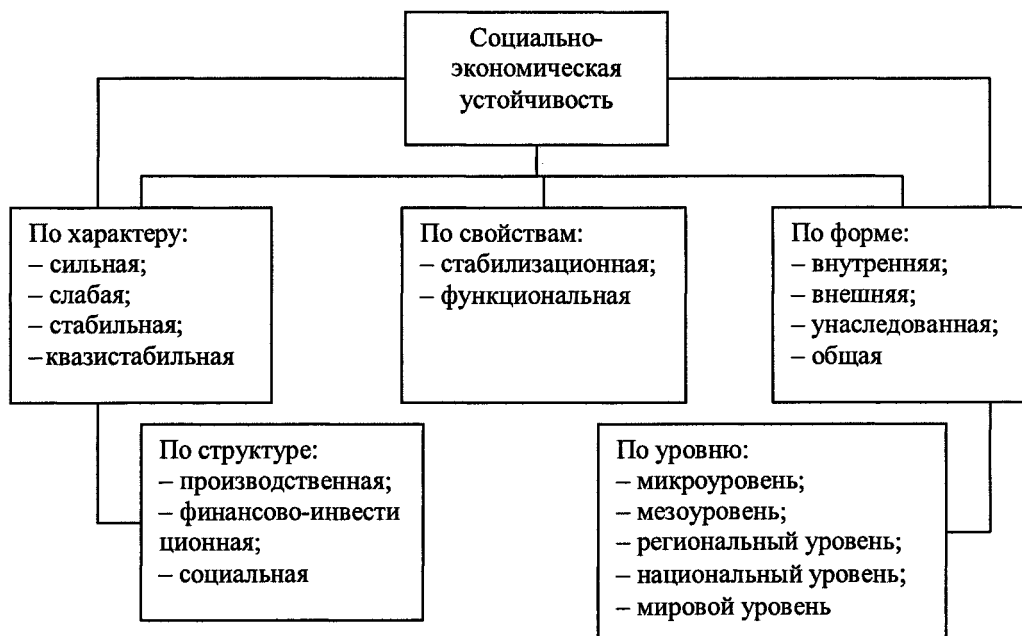 Социально-
экономическая
устойчивость
По характеру:
– сильная;
– слабая;
– стабильная;
– квазистабильная
По свойствам:
– стабилизационная;
– функциональная
По форме:
– внутренняя;
– внешняя;
– унаследованная;
– общая
По структуре:
– производственная;
– финансово-инвести
ционная;
– социальная
По уровню:
– микроуровень;
– мезоуровень;
– региональный уровень;
– национальный уровень;
– мировой уровень